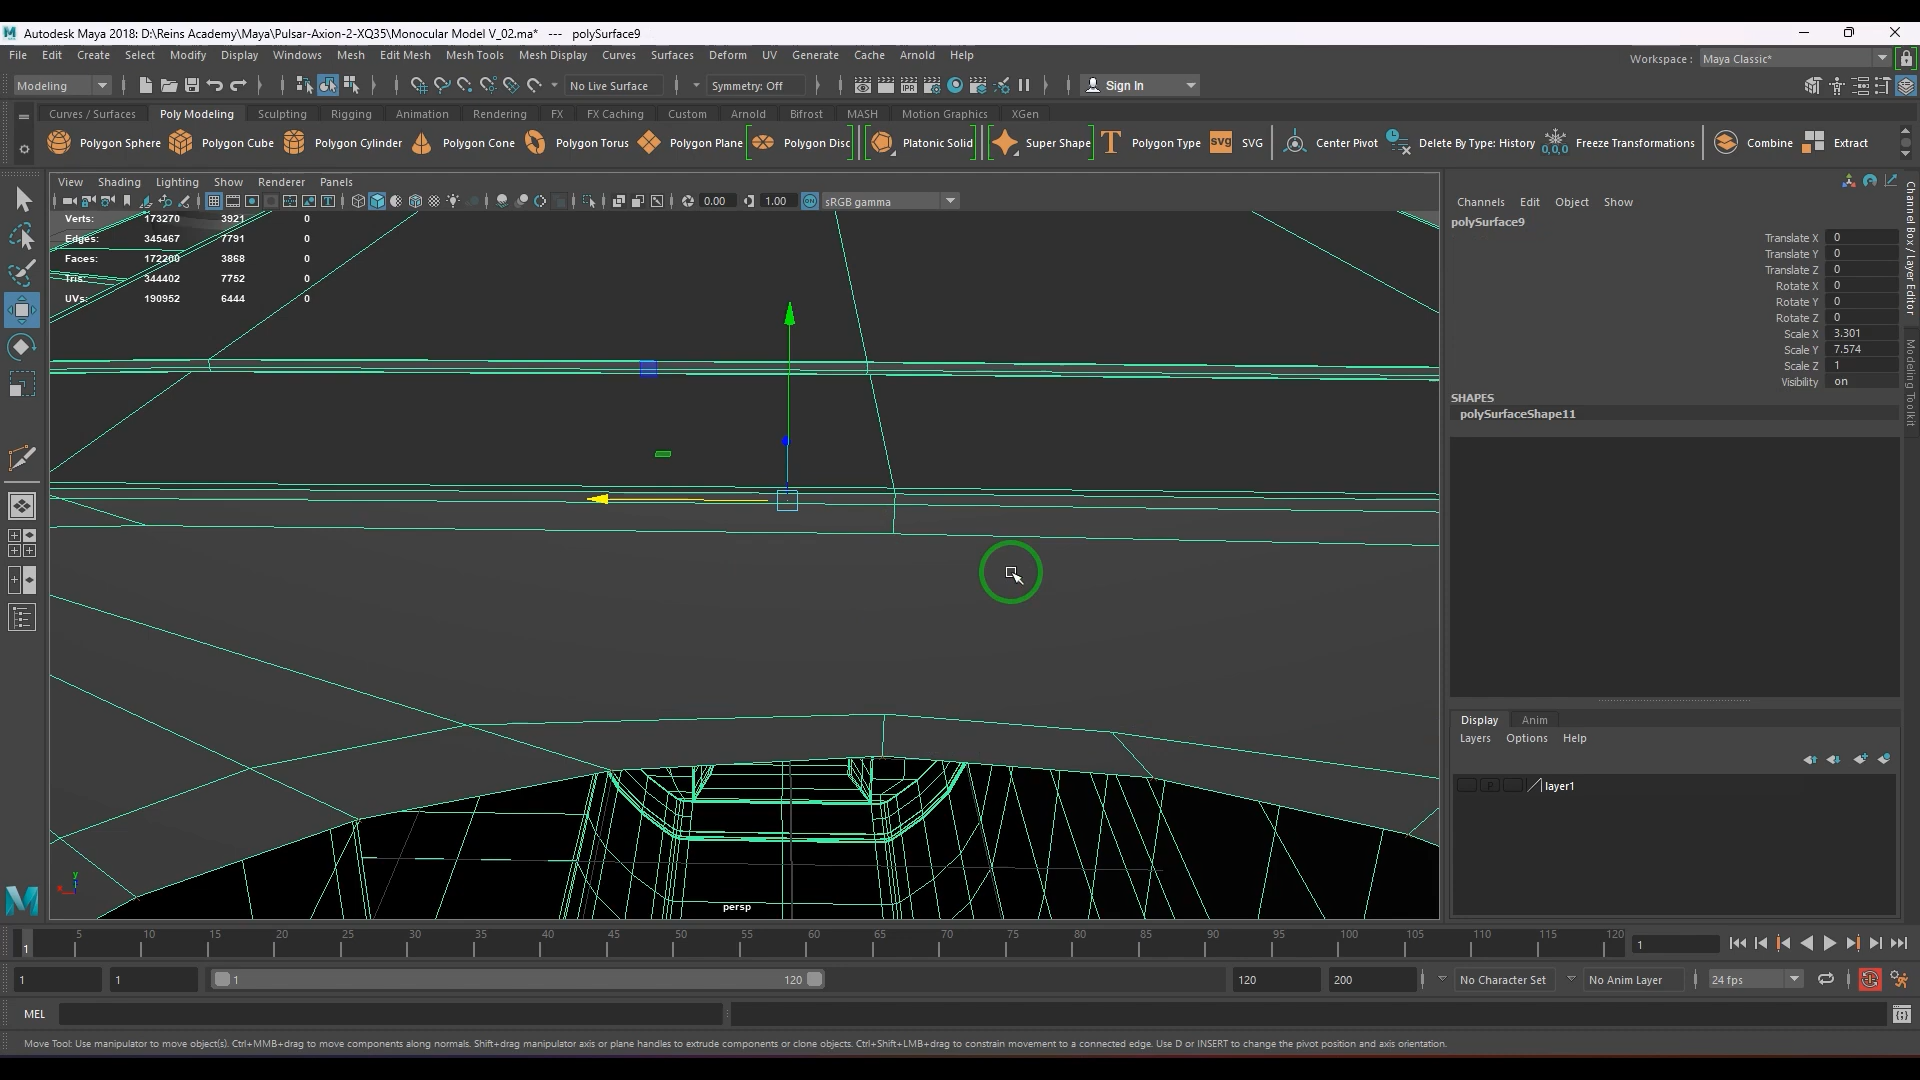 Autodesk Maya 2018: D:\Reins Academy\Maya\Pulsar-Axion-2-XQ35\Monocular Model V_02.ma* --- polySurface9
File Edit Create Select Modify Display Windows Mesh Edit Mesh Mesh Tools Mesh Display Curves Surfaces Deform UV Generate Cache Arnold Help
Workspace : Maya Classic*
Modeling No Live Surface Symmetry: Off Sign In
Curves / Surfaces Poly Modeling Sculpting Rigging Animation Rendering FX FX Caching Custom Arnold Bifrost MASH Motion Graphics XGen
Polygon Sphere Polygon Cube Polygon Cylinder Polygon Cone Polygon Torus Polygon Plane Polygon Disc Platonic Solid Super Shape Polygon Type SVG SVG Center Pivot Delete By Type: History 0,0,0 Freeze Transformations Combine Extract
View Shading Lighting Show Renderer Panels
0.00 1.00 sRGB gamma
Verts: 173270 3921 0
Edges: 345467 7791 0
Faces: 172200 3868 0
Tris: 344402 7752 0
UVs: 190952 6444 0
persp
y
Channels Edit Object Show
polySurface9
Translate X 0
Translate Y 0
Translate Z 0
Rotate X 0
Rotate Y 0
Rotate Z 0
Scale X 3.301
Scale Y 7.574
Scale Z 1
Visibility on
SHAPES
polySurfaceShape11
Channel Box / Layer Editor
Modeling Toolkit
Display Anim
Layers Options Help
P layer1
1 5 10 15 20 25 30 35 40 45 50 55 60 65 70 75 80 85 90 95 100 105 110 115 120 1
1 1 1 120 120 200 No Character Set No Anim Layer 24 fps
MEL
Move Tool: Use manipulator to move object(s). Ctrl+MMB+drag to move components along normals. Shift+drag manipulator axis or plane handles to extrude components or clone objects. Ctrl+Shift+LMB+drag to constrain movement to a connected edge. Use D or INSERT to change the pivot position and axis orientation.